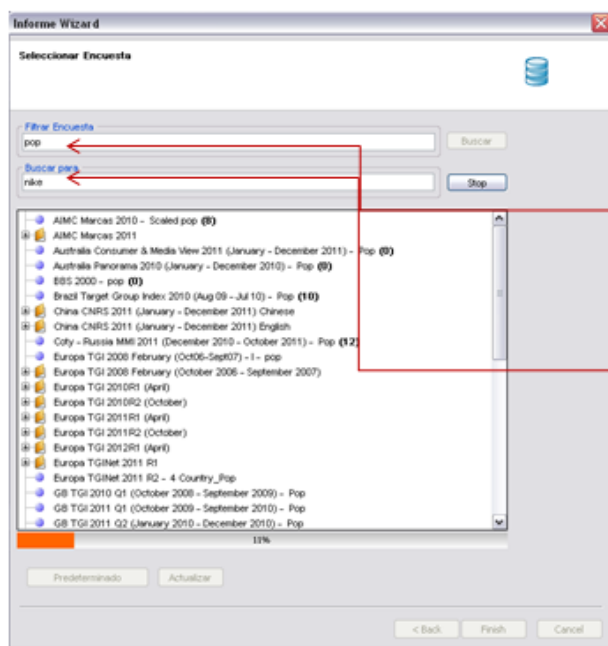 Informe Wizard
Seleccionar Encuesta
Filtrar Encuesta
pop
Buscar
Buscar para
nike
Stop
AIMC Marcas 2010 - Scaled pop (8)
AIMC Marcas 2011
Australia Consumer & Media View 2011 (January - December 2011) - Pop (0)
Australia Panorama 2010 (January - December 2010) - Pop (0)
BBS 2000 - pop (0)
Brazil Target Group Index 2010 (Aug 09 - Jul 10) - Pop (10)
China CNRS 2011 (January - December 2011) Chinese
China CNRS 2011 (January - December 2011) English
Coty - Russia MMI 2011 (December 2010 - October 2011) - Pop (12)
Europa TGI 2008 February (Oct06-Sept07) - I - pop
Europa TGI 2008 February (October 2006 - September 2007)
Europa TGI 2010R1 (April)
Europa TGI 2010R2 (October)
Europa TGI 2011R1 (April)
Europa TGI 2011R2 (October)
Europa TGI 2012R1 (April)
Europa TGINet 2011 R1
Europa TGINet 2011 R2 - 4 Country_Pop
GB TGI 2010 Q1 (October 2008 - September 2009) - Pop
GB TGI 2011 Q1 (October 2009 - September 2010) - Pop
GB TGI 2011 Q2 (January 2010 - December 2010) - Pop
11%
Predeterminado
Actualizar
< Back
Finish
Cancel